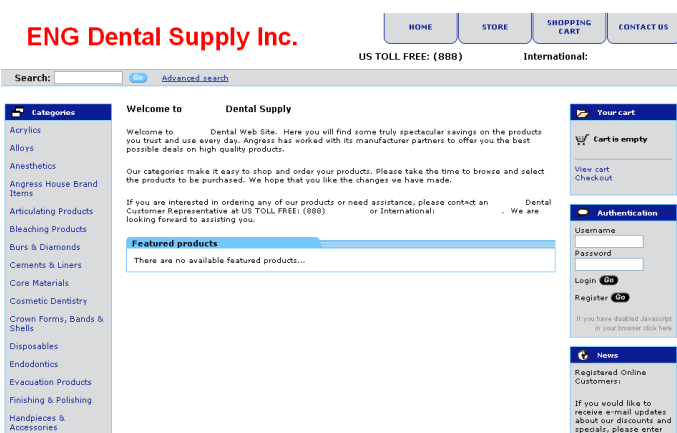 ENG Dental Supply Inc.
HOME
STORE
SHOPPING
CART
CONTACT US
US TOLL FREE: (888)
International:
Search:
Go
Advanced search
Categories
Acrylics
Alloys
Anesthetics
Angress House Brand
Items
Articulating Products
Bleaching Products
Burs & Diamonds
Cements & Liners
Core Materials
Cosmetic Dentistry
Crown Forms, Bands &
Shells
Disposables
Endodontics
Evacuation Products
Finishing & Polishing
Handpieces &
Accessories
Welcome to Dental Supply
Welcome to Dental Web Site. Here you will find some truly spectacular savings on the products
you trust and use every day. Angress has worked with its manufacturer partners to offer you the best
possible deals on high quality products.
Our categories make it easy to shop and order your products. Please take the time to browse and select
the products to be purchased. We hope that you like the changes we have made.
If you are interested in ordering any of our products or need assistance, please contact an Dental
Customer Representative at US TOLL FREE: (888) or International: . We are
looking forward to assisting you.
Featured products
There are no available featured products...
Your cart
Cart is empty
View cart
Checkout
Authentication
Username
Password
Login Go
Register Go
If you have disabled Javascript
in your browser click here
News
Registered Online
Customers:
If you would like to
receive e-mail updates
about our discounts and
specials, please enter